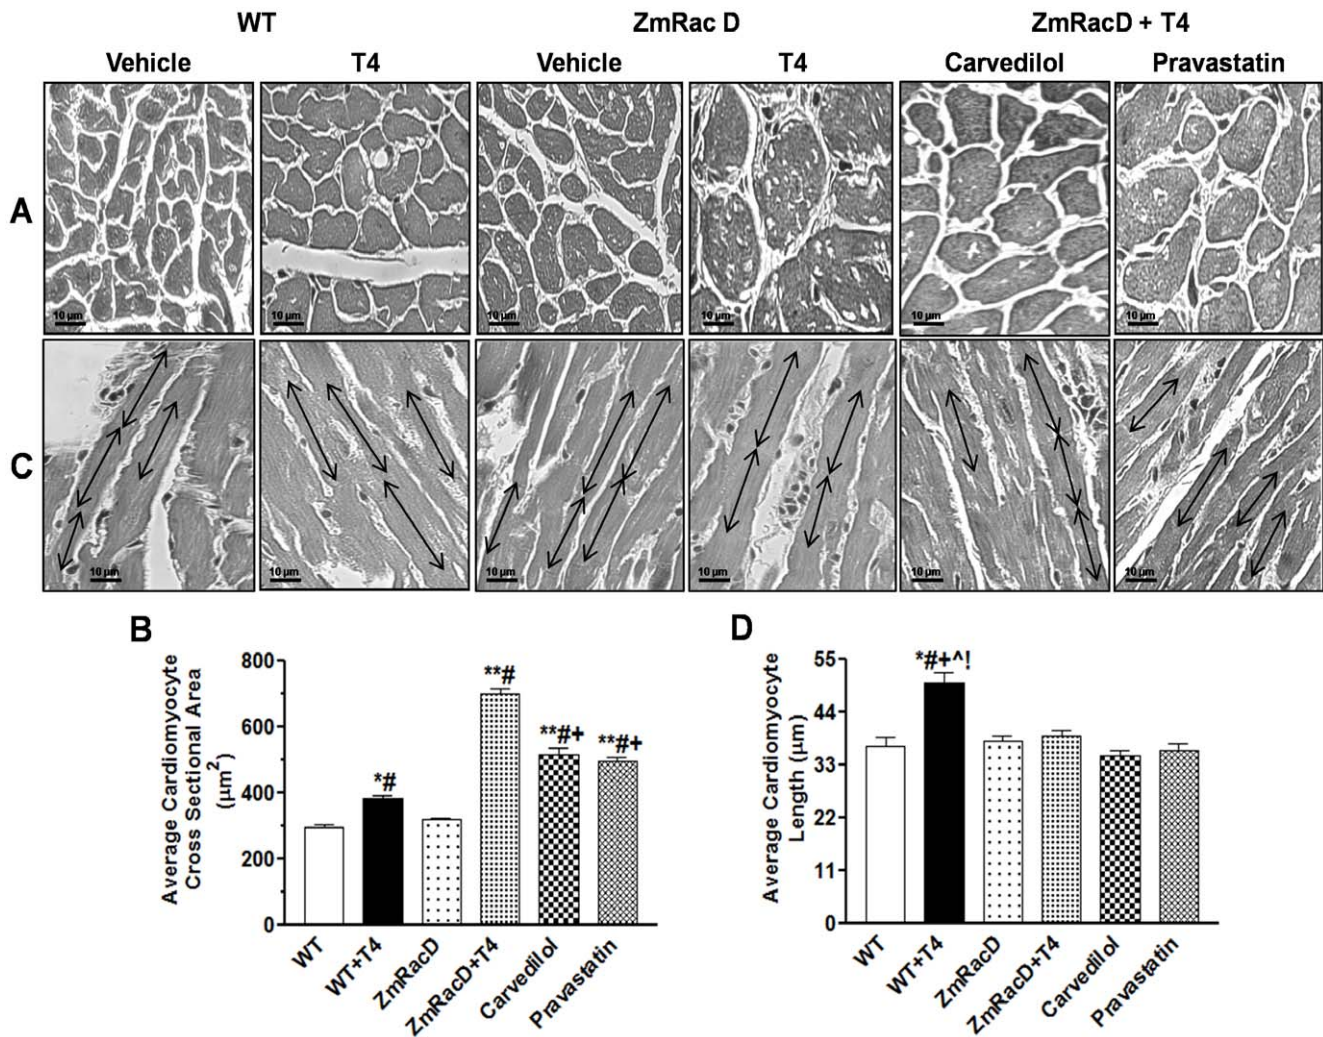 WT ZmRac D ZmRacD + T4
Vehicle T4 Vehicle T4 Carvedilol Pravastatin
A
10 µm 10 µm 10 µm 10 µm 10 µm 10 µm
C
10 µm 10 µm 10 µm 10 µm 10 µm 10 µm
B
Average Cardiomyocyte
Cross Sectional Area
(µm²)
800
600
400
200
0
*#
**#
**#+
**#+
WT
WT+T4
ZmRacD
ZmRacD+T4
Carvedilol
Pravastatin
D
Average Cardiomyocyte
Length (µm)
55
44
33
22
11
0
*#+^!
WT
WT+T4
ZmRacD
ZmRacD+T4
Carvedilol
Pravastatin